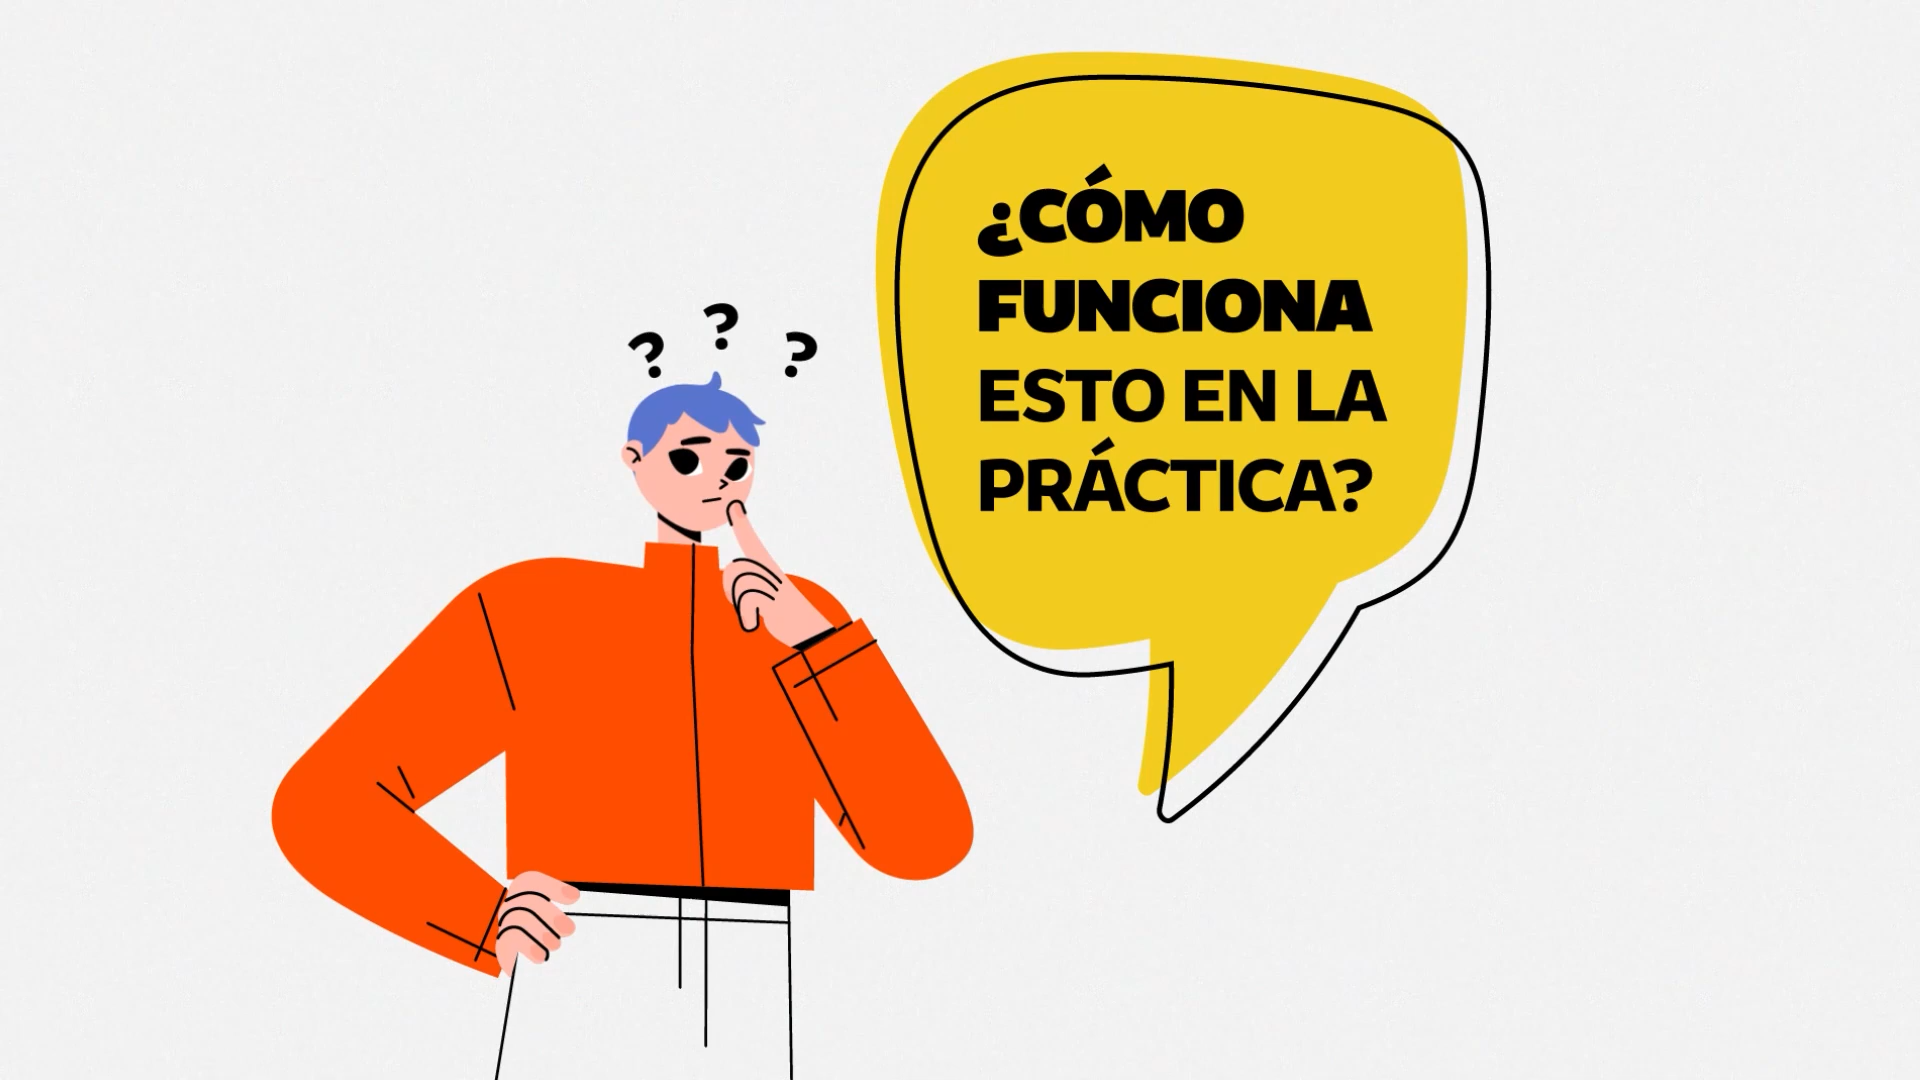 ? ? ?
¿CÓMO
FUNCIONA
ESTO EN LA
PRÁCTICA?